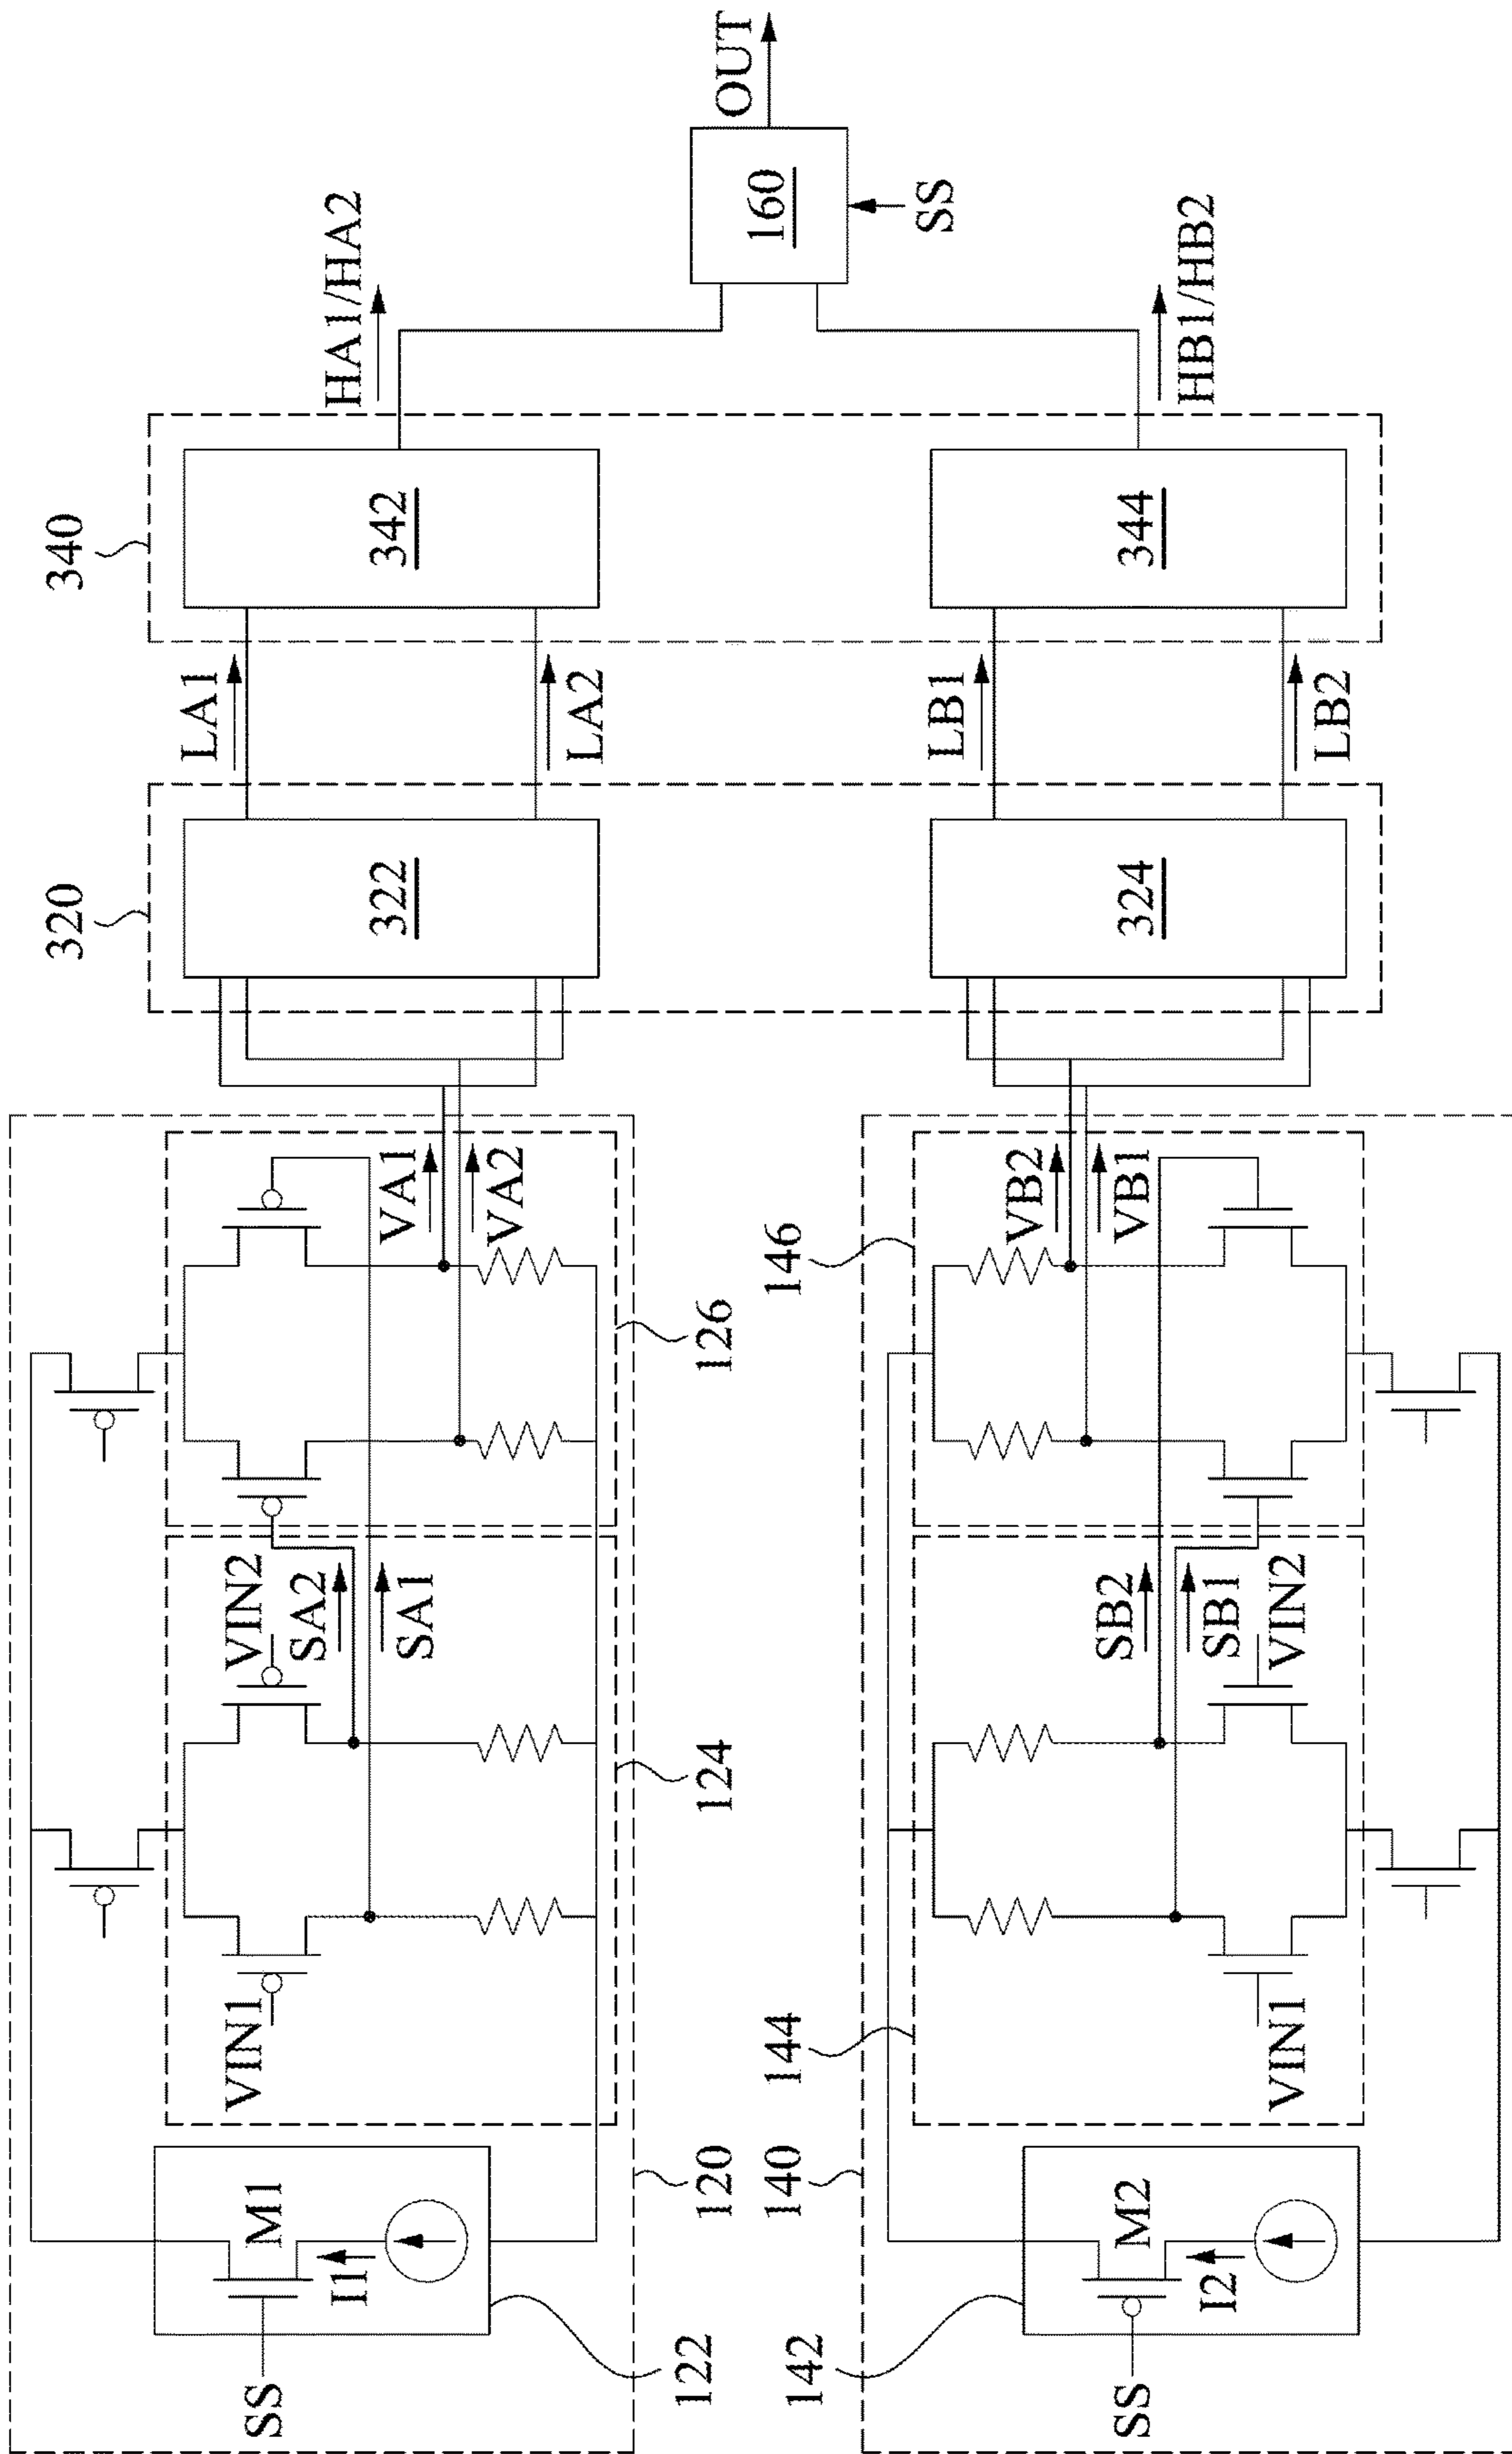 320
340
LA1
HA1/HA2
322
342
LA2
VIN1
VIN2
SA2
SA1
VA1
VA2
SS
M1
I1
122
120
124
126
160
OUT
SS
140
142
144
146
SB2
SB1
VB2
VB1
LB1
324
344
LB2
HB1/HB2
SS
M2
I2
VIN1
VIN2